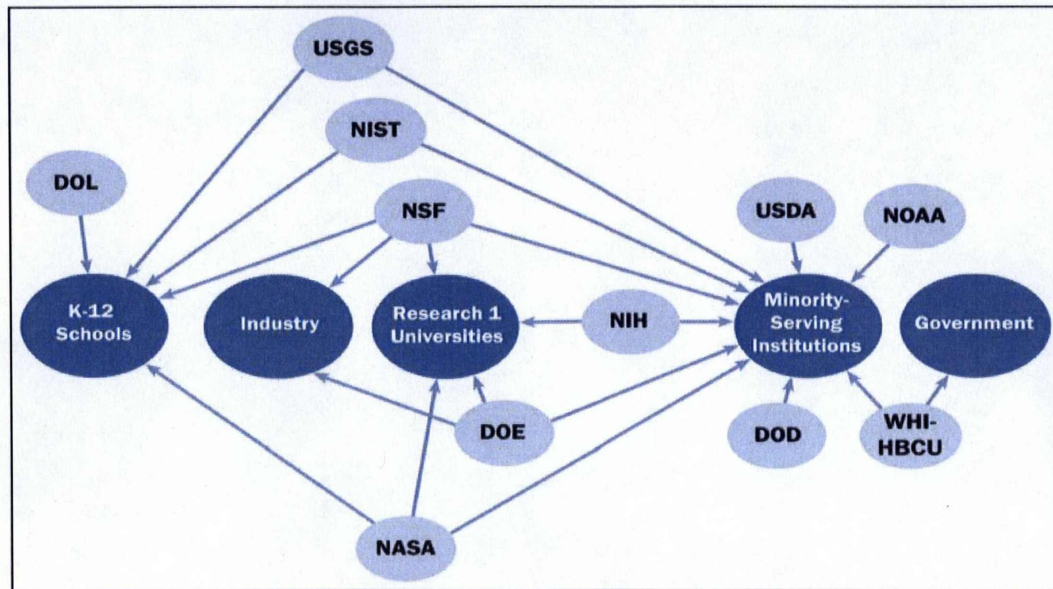 USGS
NIST
DOL
NSF
USDA
NOAA
K-12
Schools
Industry
Research 1
Universities
NIH
Minority-
Serving
Institutions
Government
DOE
DOD
WHI-
HBCU
NASA